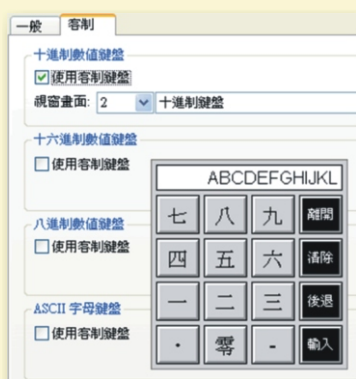 一般 客制
十進制數值鍵盤
使用客制鍵盤
視窗畫面: 2 十進制鍵盤
十六進制數值鍵盤
使用客制鍵盤
八進制數值鍵盤
使用客制鍵盤
ASCII 字母鍵盤
使用客制鍵盤
ABCDEFGHIJKL
七 八 九 離開
四 五 六 清除
一 二 三 後退
· 零 - 輸入